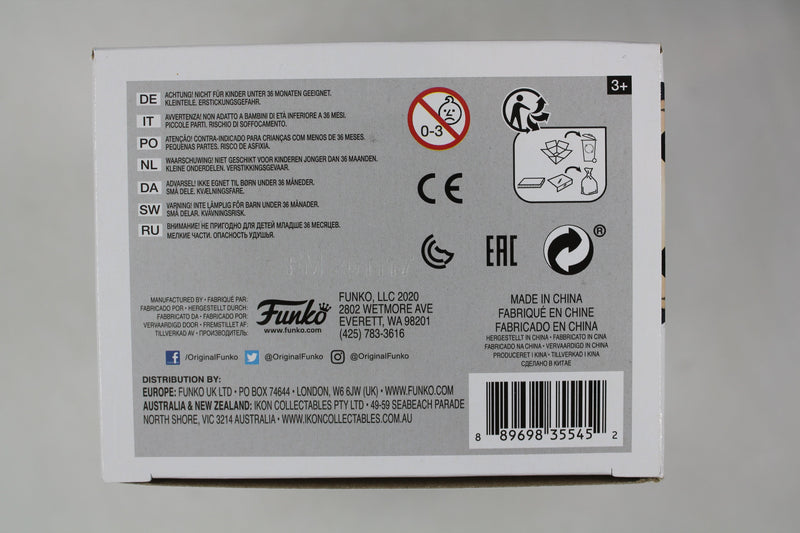 3+
DE ACHTUNG! NICHT FÜR KINDER UNTER 36 MONATEN GEEIGNET.
KLEINTEILE. ERSTICKUNGSGEFAHR.
IT AVVERTENZA! NON ADATTO A BAMBINI DI ETÀ INFERIORE A 36 MESI.
PICCOLE PARTI. RISCHIO DI SOFFOCAMENTO.
PO ATENÇÃO! CONTRA-INDICADO PARA CRIANÇAS COM MENOS DE 36 MESES.
PEQUENAS PARTES. RISCO DE ASFIXIA.
NL WAARSCHUWING! NIET GESCHIKT VOOR KINDEREN JONGER DAN 36 MAANDEN.
KLEINE ONDERDELEN. VERSTIKKINGSGEVAAR.
DA ADVARSEL! IKKE EGNET TIL BØRN UNDER 36 MÅNEDER.
SMÅ DELE. KVÆLNINGSFARE.
SW VARNING! INTE LÄMPLIG FÖR BARN UNDER 36 MÅNADER.
SMÅ DELAR. KVÄVNINGSRISK.
RU ВНИМАНИЕ! НЕ ПРИГОДНО ДЛЯ ДЕТЕЙ МЛАДШЕ 36 МЕСЯЦЕВ.
МЕЛКИЕ ЧАСТИ. ОПАСНОСТЬ УДУШЬЯ.
0-3
CE
EAC
®
MANUFACTURED BY • FABRIQUÉ PAR:
FABRICADO POR • HERGESTELLT DURCH:
FABBRICATO DA • FABRICADO POR:
VERVAARDIGD DOOR • FREMSTILLET AF:
TILLVERKAD AV • ПРОИЗВОДИТЕЛЬ:
Funko
www.funko.com
FUNKO, LLC 2020
2802 WETMORE AVE
EVERETT, WA 98201
(425) 783-3616
/OriginalFunko @OriginalFunko @OriginalFunko
MADE IN CHINA
FABRIQUÉ EN CHINE
FABRICADO EN CHINA
HERGESTELLT IN CHINA • FABBRICATO IN CINA
FABRICADO NA CHINA • VERVAARDIGD IN CHINA
PRODUCERET I KINA • TILLVERKAD I KINA
СДЕЛАНО В КИТАЕ
DISTRIBUTION BY:
EUROPE: FUNKO UK LTD • PO BOX 74644 • LONDON, W6 6JW (UK) • WWW.FUNKO.COM
AUSTRALIA & NEW ZEALAND: IKON COLLECTABLES PTY LTD • 49-59 SEABEACH PARADE
NORTH SHORE, VIC 3214 AUSTRALIA • WWW.IKONCOLLECTABLES.COM.AU
8 89698 35545 2